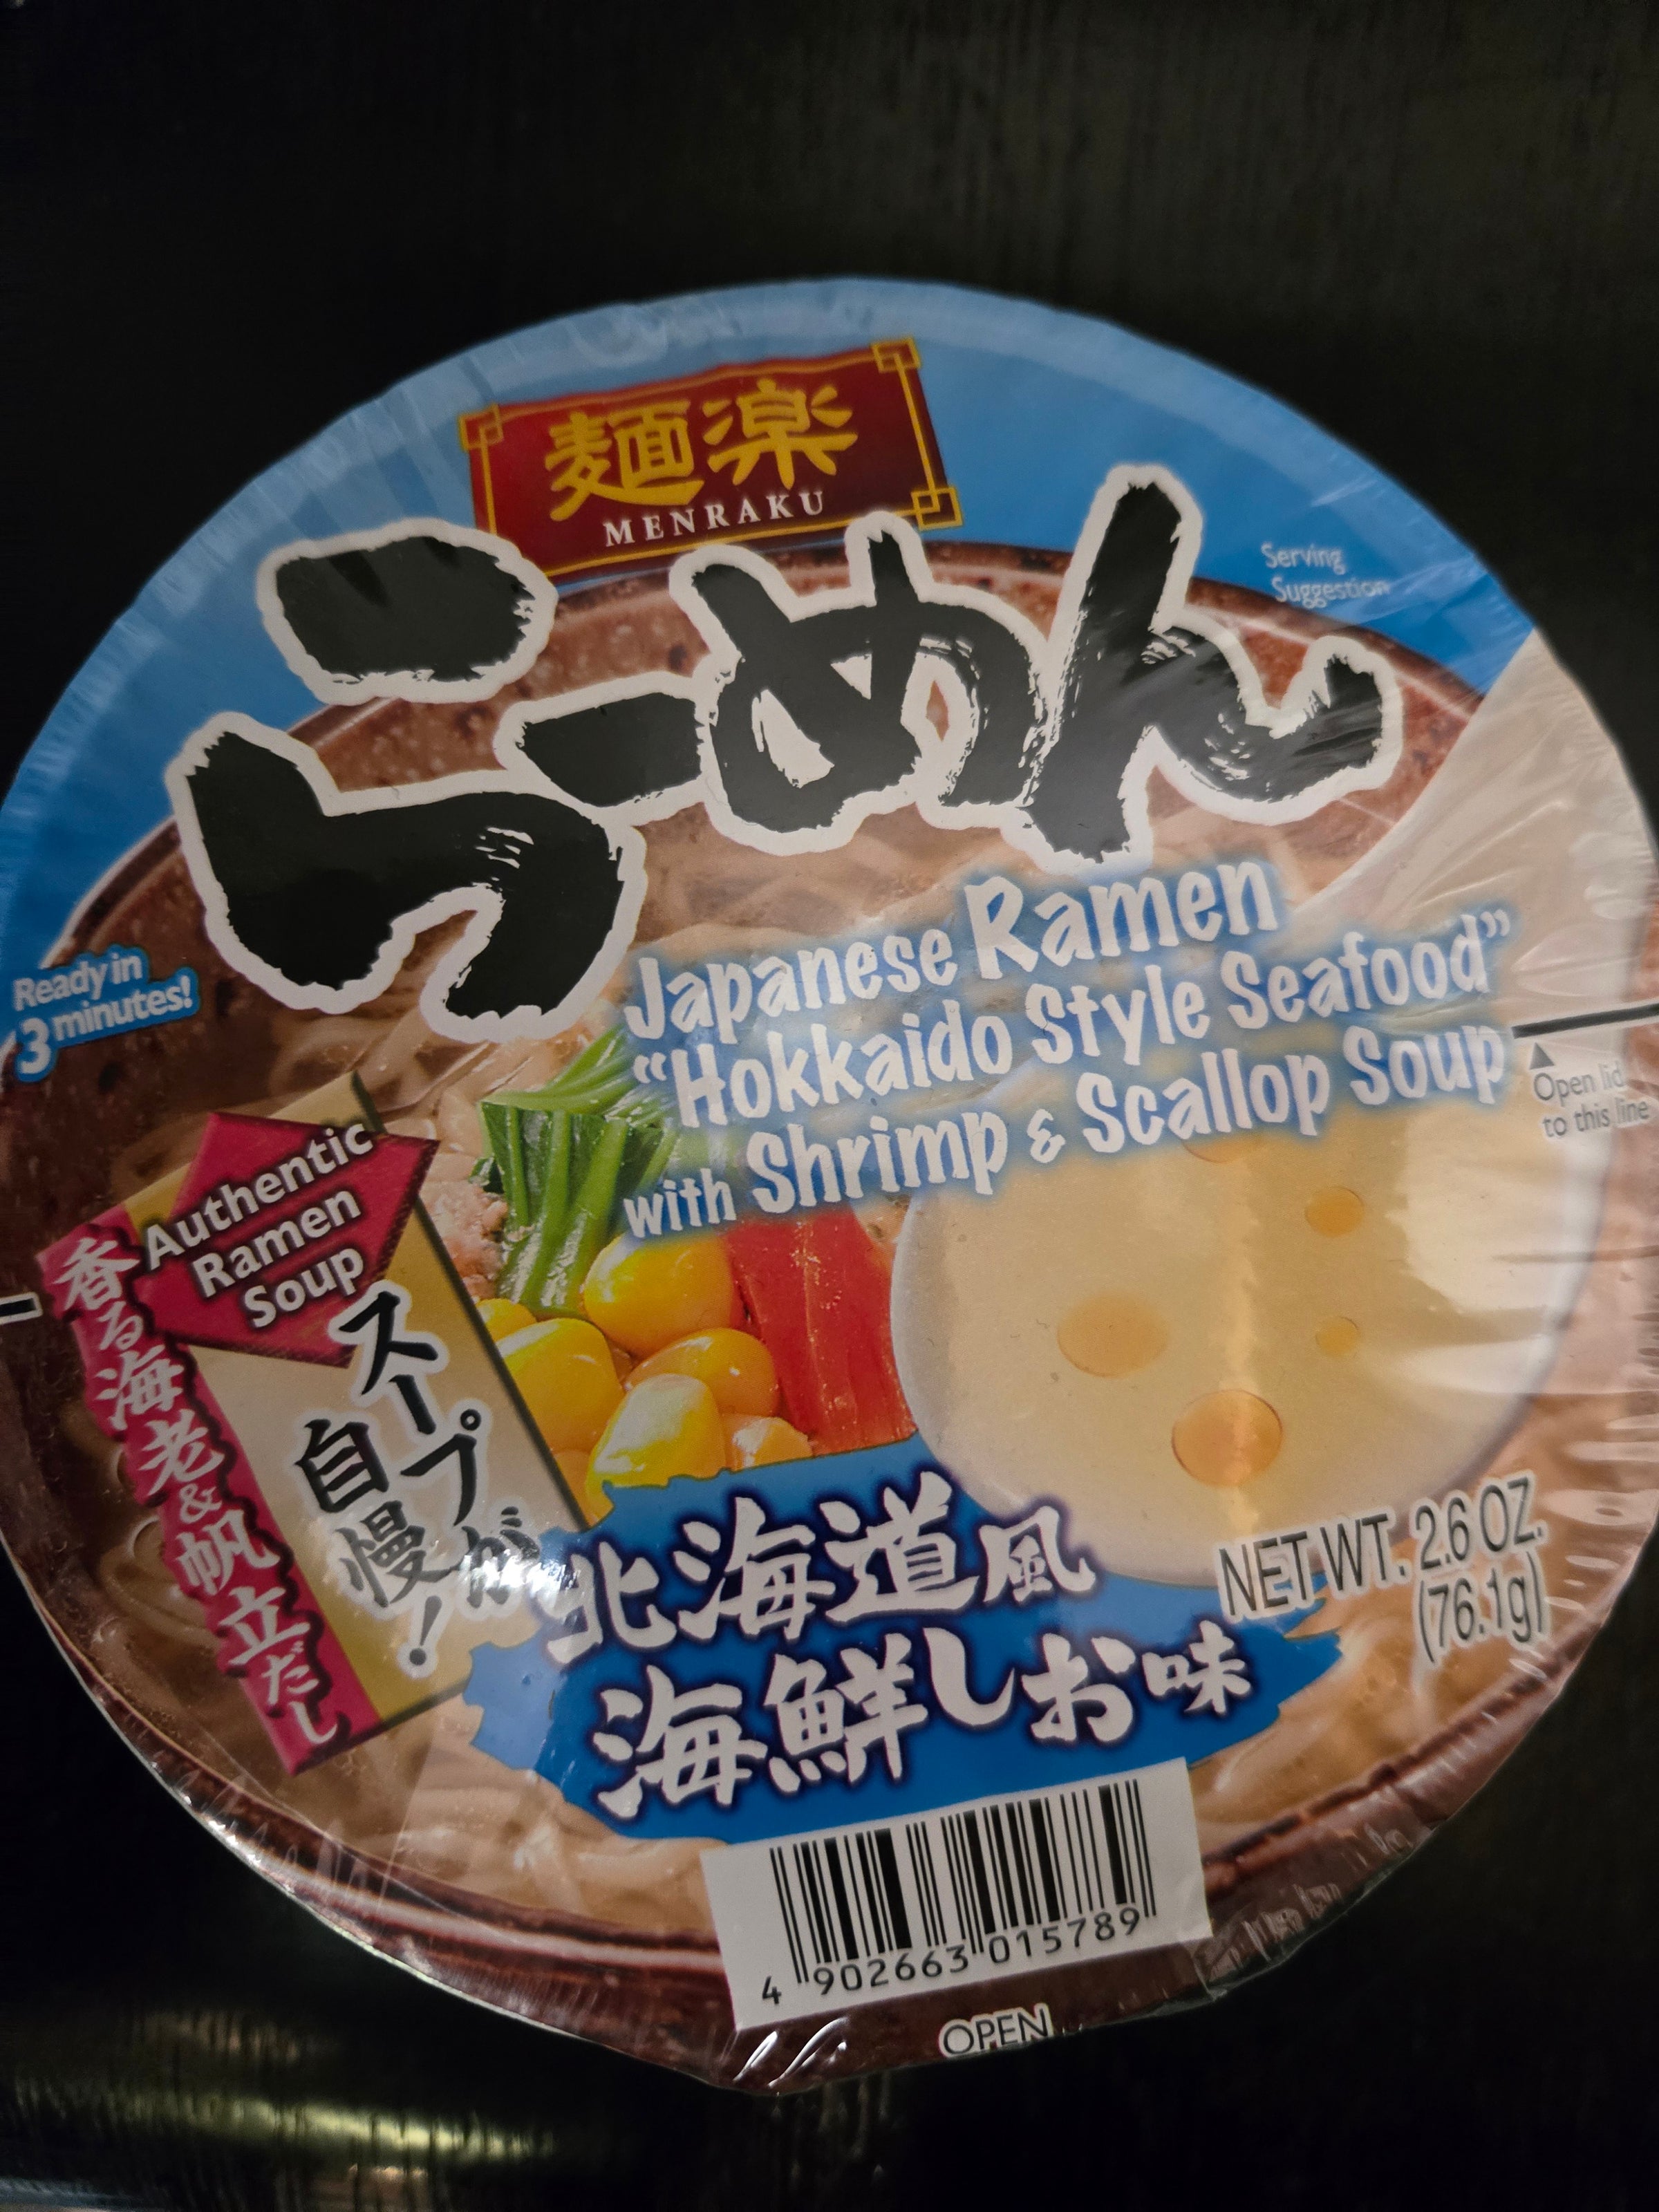 麺楽
MENRAKU
らーめん
Serving
Suggestion
Japanese Ramen
“Hokkaido Style Seafood”
with Shrimp & Scallop Soup
Ready in
3 minutes!
Open lid
to this line
Authentic
Ramen
Soup
香る海老&帆立だし
スープが
自慢!
北海道風
海鮮しお味
NET WT. 2.6 OZ.
(76.1g)
4 902663 015789
OPEN